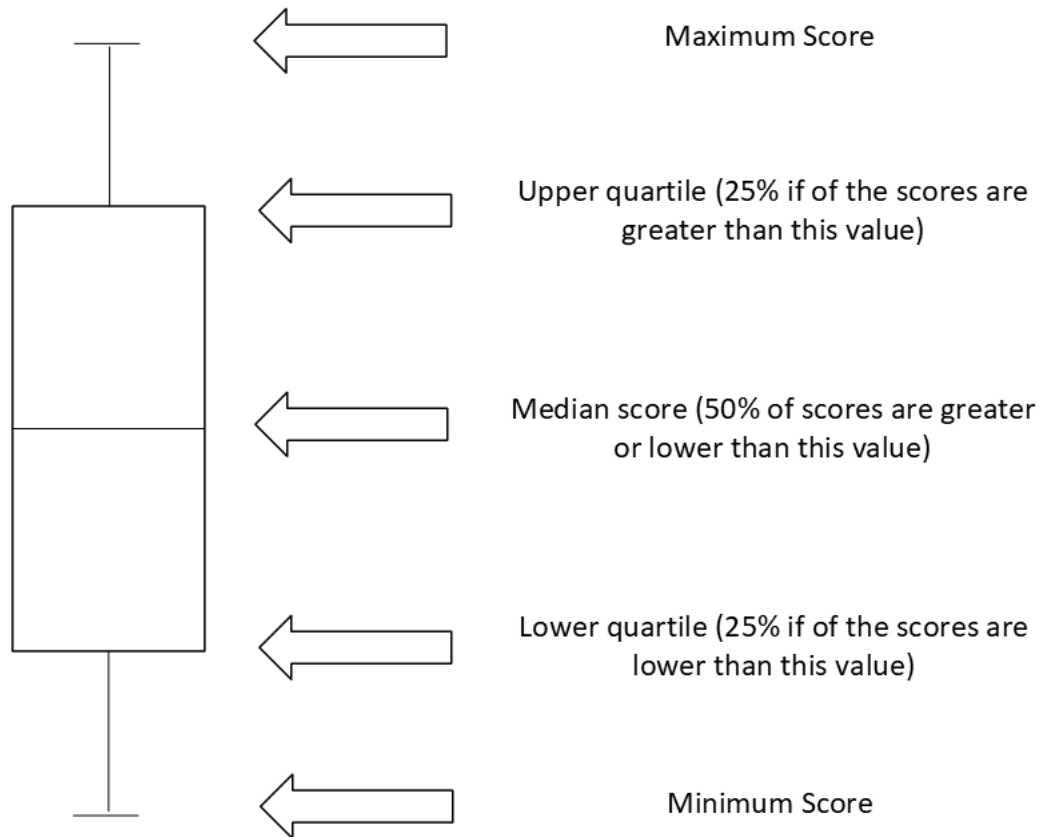 Maximum Score
Upper quartile (25% if of the scores are
greater than this value)
Median score (50% of scores are greater
or lower than this value)
Lower quartile (25% if of the scores are
lower than this value)
Minimum Score